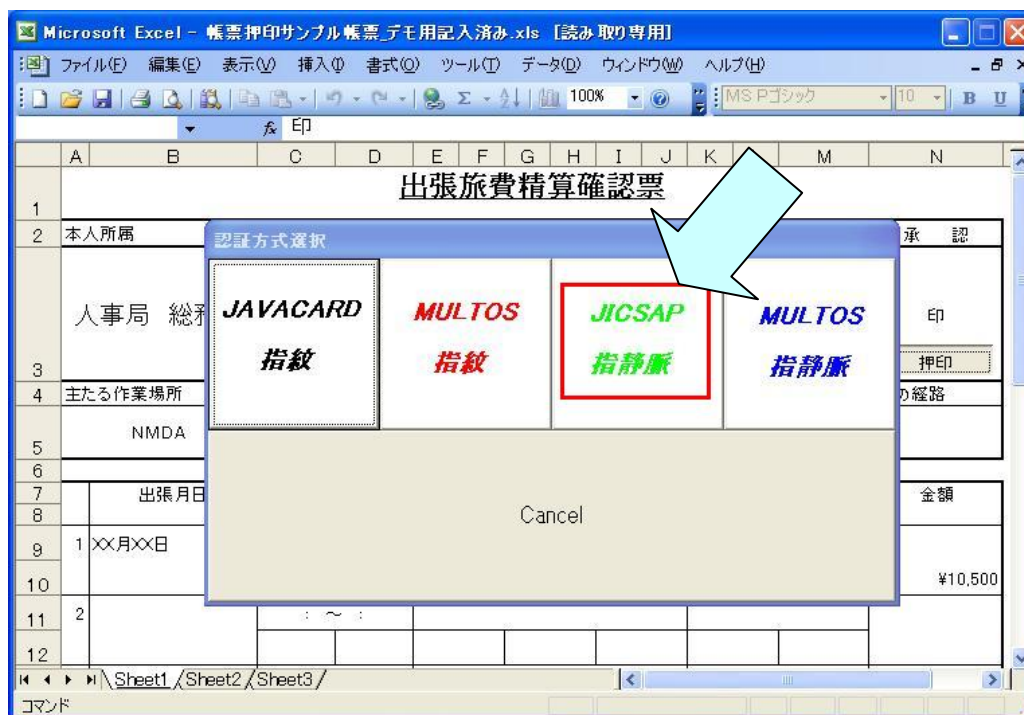 Microsoft Excel - 帳票押印サンプル帳票_デモ用記入済み.xls [読み取り専用]
ファイル(F) 編集(E) 表示(V) 挿入(I) 書式(O) ツール(T) データ(D) ウィンドウ(W) ヘルプ(H)
Σ 100% MS Pゴシック 10 B U
fx 印
A B C D E F G H I J K M N
1 出張旅費精算確認票
2 本人所属 承 認
認証方式選択
JAVACARD MULTOS JICSAP MULTOS
指紋 指紋 指静脈 指静脈
人事局 総 印
3 押印
4 主たる作業場所 の経路
5 NMDA
6
7 出張月日 金額
8
Cancel
9 1 XX月XX日
10 ¥10,500
11 2 : ~ :
12
Sheet1 Sheet2 Sheet3
コマンド